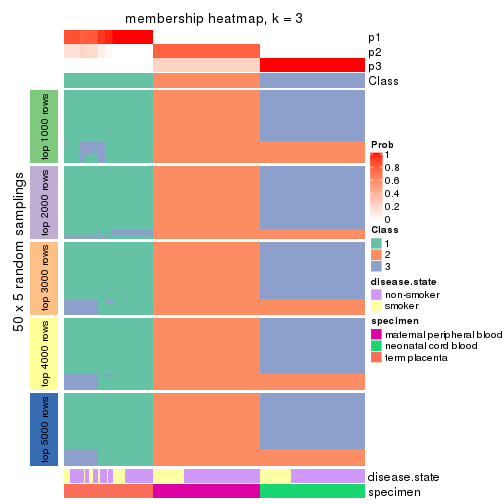 membership heatmap, k = 3
p1
p2
p3
Class
50 x 5 random samplings
top 1000 rows
top 2000 rows
top 3000 rows
top 4000 rows
top 5000 rows
Prob
1
0.8
0.6
0.4
0.2
0
Class
1
2
3
disease.state
non-smoker
smoker
specimen
maternal peripheral blood
neonatal cord blood
term placenta
disease.state
specimen